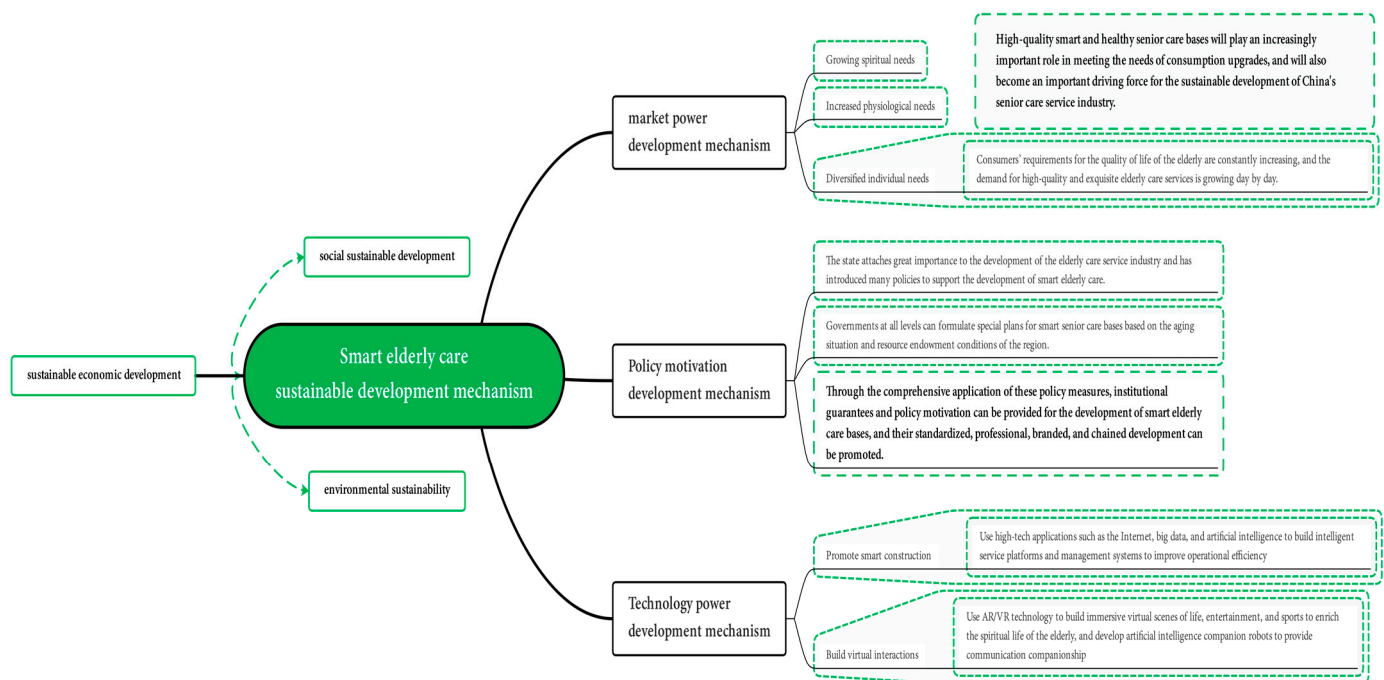 sustainable economic development
social sustainable development
environmental sustainability
Smart elderly care
sustainable development mechanism
market power
development mechanism
Growing spiritual needs
Increased physiological needs
Diversified individual needs
High-quality smart and healthy senior care bases will play an increasingly
important role in meeting the needs of consumption upgrades, and will also
become an important driving force for the sustainable development of China's
senior care service industry.
Consumers' requirements for the quality of life of the elderly are constantly increasing, and the
demand for high-quality and exquisite elderly care services is growing day by day.
Policy motivation
development mechanism
The state attaches great importance to the development of the elderly care service industry and has
introduced many policies to support the development of smart elderly care.
Governments at all levels can formulate special plans for smart senior care bases based on the aging
situation and resource endowment conditions of the region.
Through the comprehensive application of these policy measures, institutional
guarantees and policy motivation can be provided for the development of smart elderly
care bases, and their standardized, professional, branded, and chained development can
be promoted.
Technology power
development mechanism
Promote smart construction
Use high-tech applications such as the Internet, big data, and artificial intelligence to build intelligent
service platforms and management systems to improve operational efficiency
Build virtual interactions
Use AR/VR technology to build immersive virtual scenes of life, entertainment, and sports to enrich
the spiritual life of the elderly, and develop artificial intelligence companion robots to provide
communication companionship